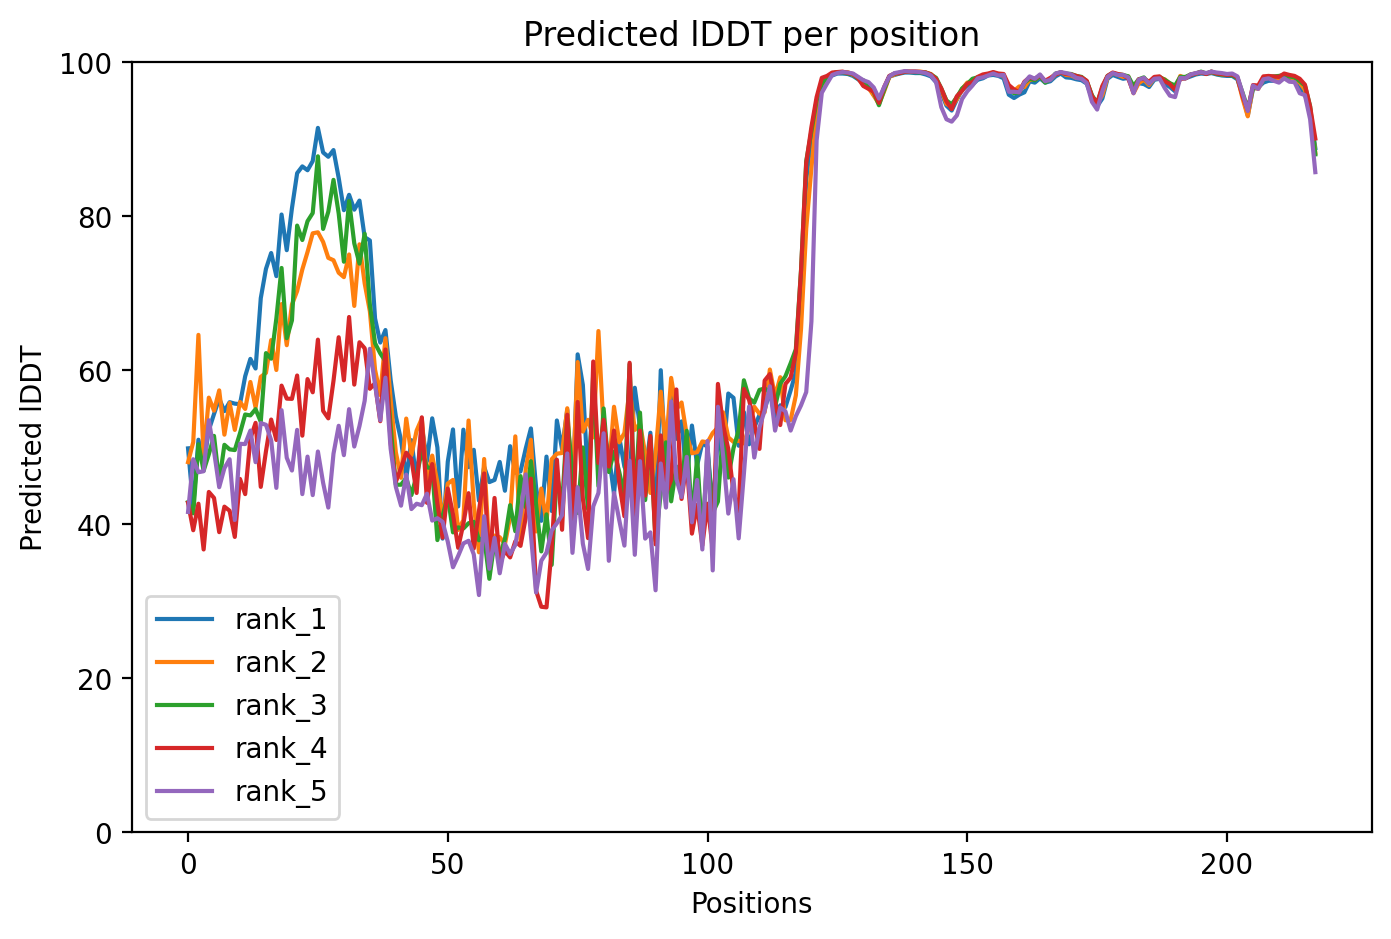 Predicted lDDT per position
Predicted lDDT
100
80
60
40
20
0
rank_1
rank_2
rank_3
rank_4
rank_5
0
50
100
150
200
Positions